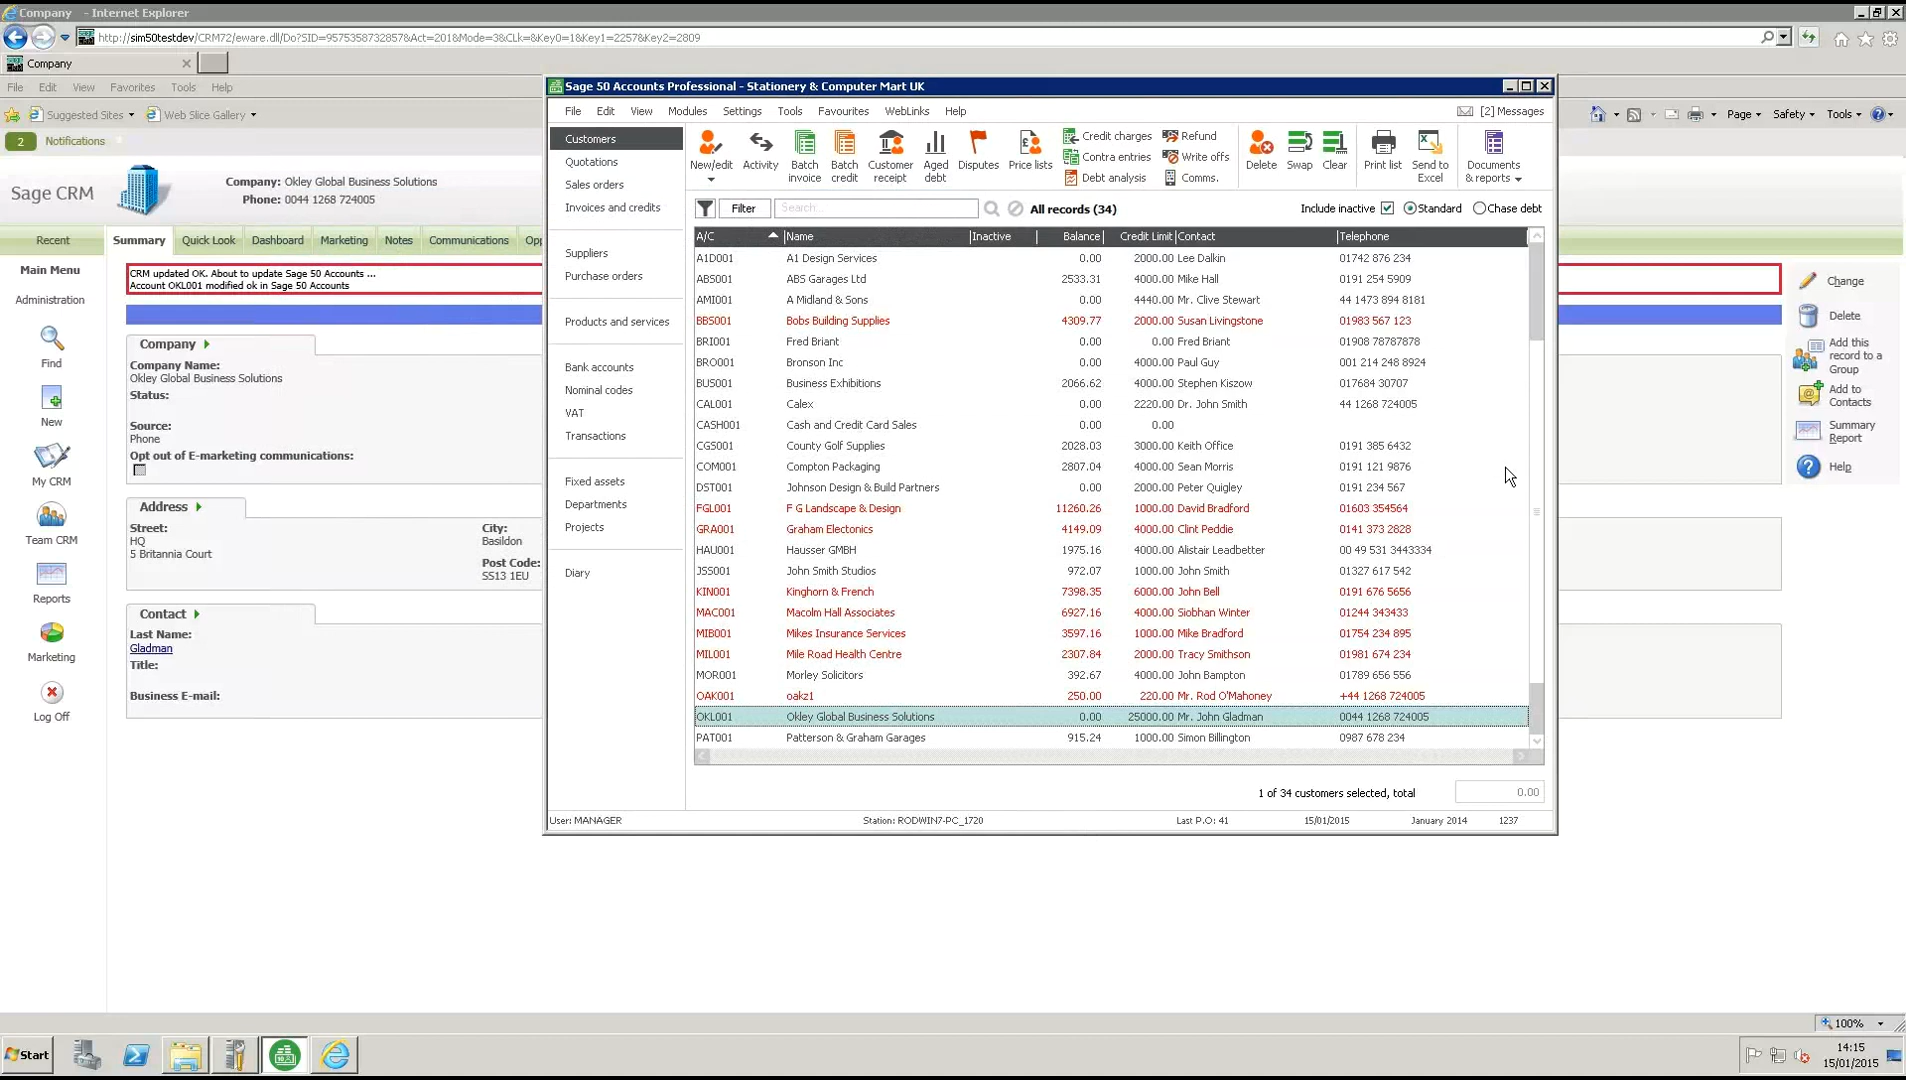 Company - Internet Explorer
http://sim50testdev/CRM72/eware.dll/Do?SID=95753587328578&Act=201&Mode=3&CLk=&Key0=1&Key1=2257&Key2=2809
Company
File Edit View Favorites Tools Help
Suggested Sites Web Slice Gallery
Page Safety Tools
2 Notifications
Sage CRM
Company: Okley Global Business Solutions
Phone: 0044 1268 724005
Recent Summary Quick Look Dashboard Marketing Notes Communications
Main Menu
Administration
Find
New
My CRM
Team CRM
Reports
Marketing
Log Off
CRM updated OK. About to update Sage 50 Accounts ...
Account OKL001 modified ok in Sage 50 Accounts
Company
Company Name:
Okley Global Business Solutions
Status:
Source:
Phone
Opt out of E-marketing communications:
Address
Street: City:
HQ Basildon
5 Britannia Court
Post Code:
SS13 1EU
Contact
Last Name:
Gladman
Title:
Business E-mail:
Change
Delete
Add this
record to a
Group
Add to
Contacts
Summary
Report
Help
Sage 50 Accounts Professional - Stationery & Computer Mart UK
File Edit View Modules Settings Tools Favourites WebLinks Help [2] Messages
Customers
Quotations
Sales orders
Invoices and credits
Suppliers
Purchase orders
Products and services
Bank accounts
Nominal codes
VAT
Transactions
Fixed assets
Departments
Projects
Diary
New/edit
Activity
Batch
invoice
Batch
credit
Customer
receipt
Aged
debt
Disputes
Price lists
Credit charges
Contra entries
Debt analysis
Refund
Write offs
Comms.
Delete
Swap
Clear
Print list
Send to
Excel
Documents
& reports
Filter Search... All records (34) Include inactive Standard Chase debt
A/C Name Inactive Balance Credit Limit Contact Telephone
A1D001 A1 Design Services 0.00 2000.00 Lee Dalkin 01742 876 234
ABS001 ABS Garages Ltd 2533.31 4000.00 Mike Hall 0191 254 5909
AMI001 A Midland & Sons 0.00 4440.00 Mr. Clive Stewart 44 1473 894 8181
BBS001 Bobs Building Supplies 4309.77 2000.00 Susan Livingstone 01983 567 123
BRI001 Fred Briant 0.00 0.00 Fred Briant 01908 78787878
BRO001 Bronson Inc 0.00 4000.00 Paul Guy 001 214 248 8924
BUS001 Business Exhibitions 2066.62 4000.00 Stephen Kiszow 017684 30707
CAL001 Calex 0.00 2220.00 Dr. John Smith 44 1268 724005
CASH001 Cash and Credit Card Sales 0.00 0.00
CGS001 County Golf Supplies 2028.03 3000.00 Keith Office 0191 385 6432
COM001 Compton Packaging 2807.04 4000.00 Sean Morris 0191 121 9876
DST001 Johnson Design & Build Partners 0.00 2000.00 Peter Quigley 0191 234 567
FGL001 F G Landscape & Design 11260.26 1000.00 David Bradford 01603 354564
GRA001 Graham Electonics 4149.09 4000.00 Clint Peddie 0141 373 2828
HAU001 Hausser GMBH 1975.16 4000.00 Alistair Leadbetter 00 49 531 3443334
JSS001 John Smith Studios 972.07 1000.00 John Smith 01327 617 542
KIN001 Kinghorn & French 7398.35 6000.00 John Bell 0191 676 5656
MAC001 Macolm Hall Associates 6927.16 4000.00 Siobhan Winter 01244 343433
MIB001 Mikes Insurance Services 3597.16 1000.00 Mike Bradford 01754 234 895
MIL001 Mile Road Health Centre 2307.84 2000.00 Tracy Smithson 01981 674 234
MOR001 Morley Solicitors 392.67 4000.00 John Bampton 01789 656 556
OAK001 oakz1 250.00 220.00 Mr. Rod O'Mahoney +44 1268 724005
OKL001 Okley Global Business Solutions 0.00 25000.00 Mr. John Gladman 0044 1268 724005
PAT001 Patterson & Graham Garages 915.24 1000.00 Simon Billington 0987 678 234
1 of 34 customers selected, total 0.00
User: MANAGER Station: RODWIN7-PC_1720 Last P.O: 41 15/01/2015 January 2014 1237
100%
Start
14:15
15/01/2015